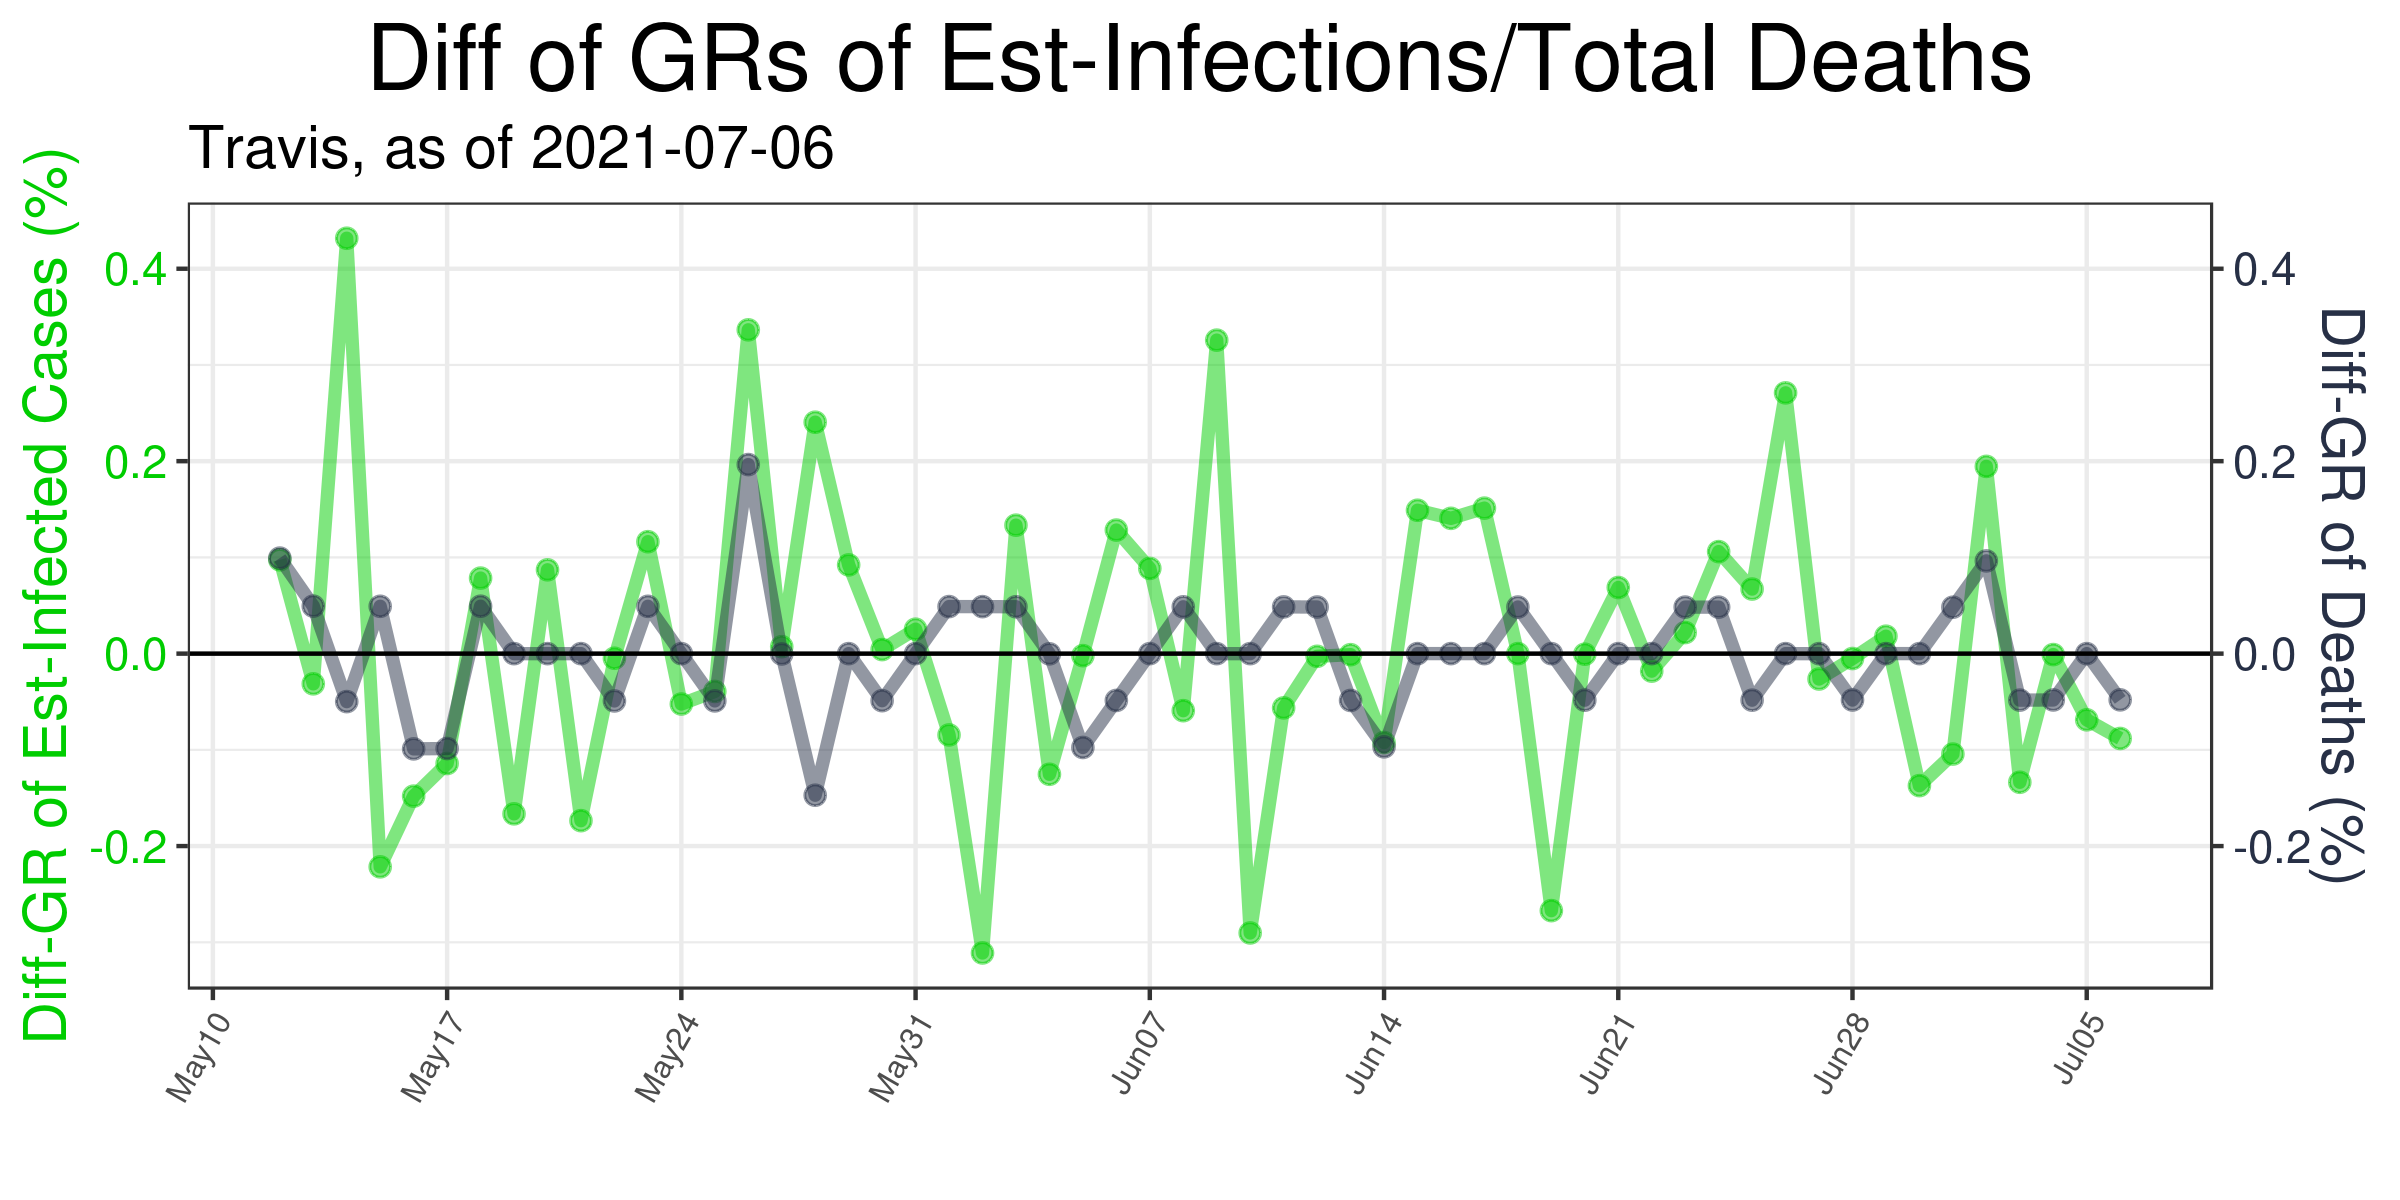 Diff of GRs of Est-Infections/Total Deaths
Travis, as of 2021-07-06
Diff-GR of Est-Infected Cases (%)
0.4
0.2
0.0
-0.2
0.4
0.2
0.0
-0.2
Diff-GR of Deaths (%)
May10
May17
May24
May31
Jun07
Jun14
Jun21
Jun28
Jul05